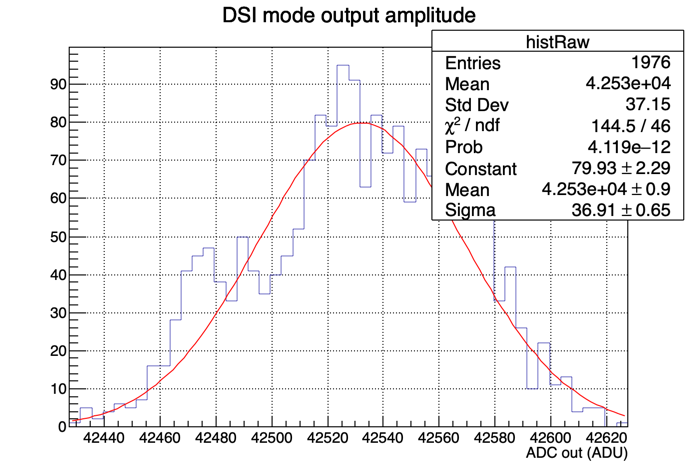 DSI mode output amplitude
histRaw
Entries 1976
Mean 4.253e+04
Std Dev 37.15
χ² / ndf 144.5 / 46
Prob 4.119e−12
Constant 79.93 ± 2.29
Mean 4.253e+04 ± 0.9
Sigma 36.91 ± 0.65
90
80
70
60
50
40
30
20
10
0
42440 42460 42480 42500 42520 42540 42560 42580 42600 42620
ADC out (ADU)